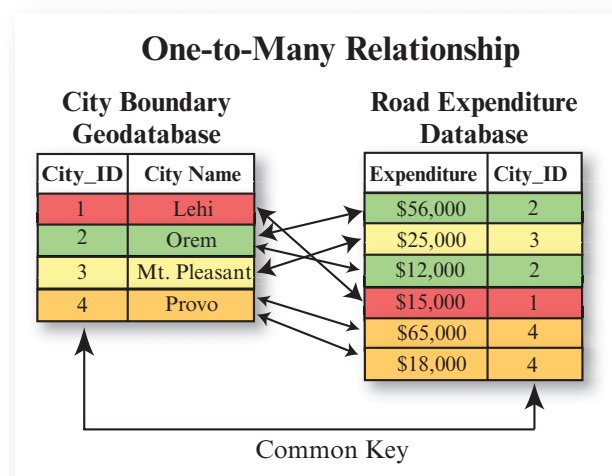 One-to-Many Relationship
City Boundary
Geodatabase
City_ID City Name
1 Lehi
2 Orem
3 Mt. Pleasant
4 Provo
Road Expenditure
Database
Expenditure City_ID
$56,000 2
$25,000 3
$12,000 2
$15,000 1
$65,000 4
$18,000 4
Common Key